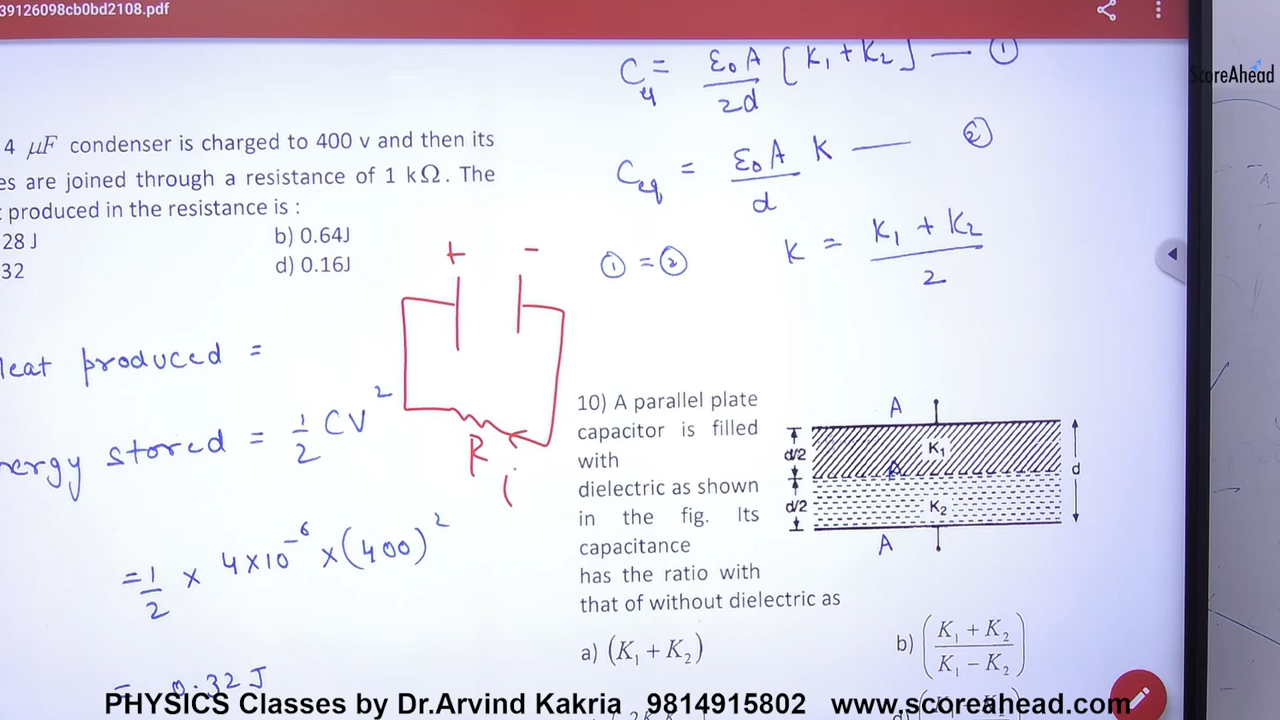 39126098cb0bd2108.pdf
ScoreAhead
Ceq = ε₀A/2d [K₁+K₂] — ①
4 μF condenser is charged to 400 v and then its
es are joined through a resistance of 1 kΩ. The
produced in the resistance is :
28 J b) 0.64J
32 d) 0.16J
Ceq = ε₀A/d K — ②
① = ② K = K₁ + K₂/2
+ −
eat produced =
nergy stored = 1/2 CV²
R
i
= 1/2 × 4×10⁻⁶ × (400)²
= 0.32 J
10) A parallel plate
capacitor is filled
with
dielectric as shown
in the fig. Its
capacitance
has the ratio with
that of without dielectric as
A
d/2 K₁ d
A
d/2 K₂
A
a) (K₁ + K₂) b) (K₁ + K₂ / K₁ − K₂)
PHYSICS Classes by Dr.Arvind Kakria 9814915802 www.scoreahead.com